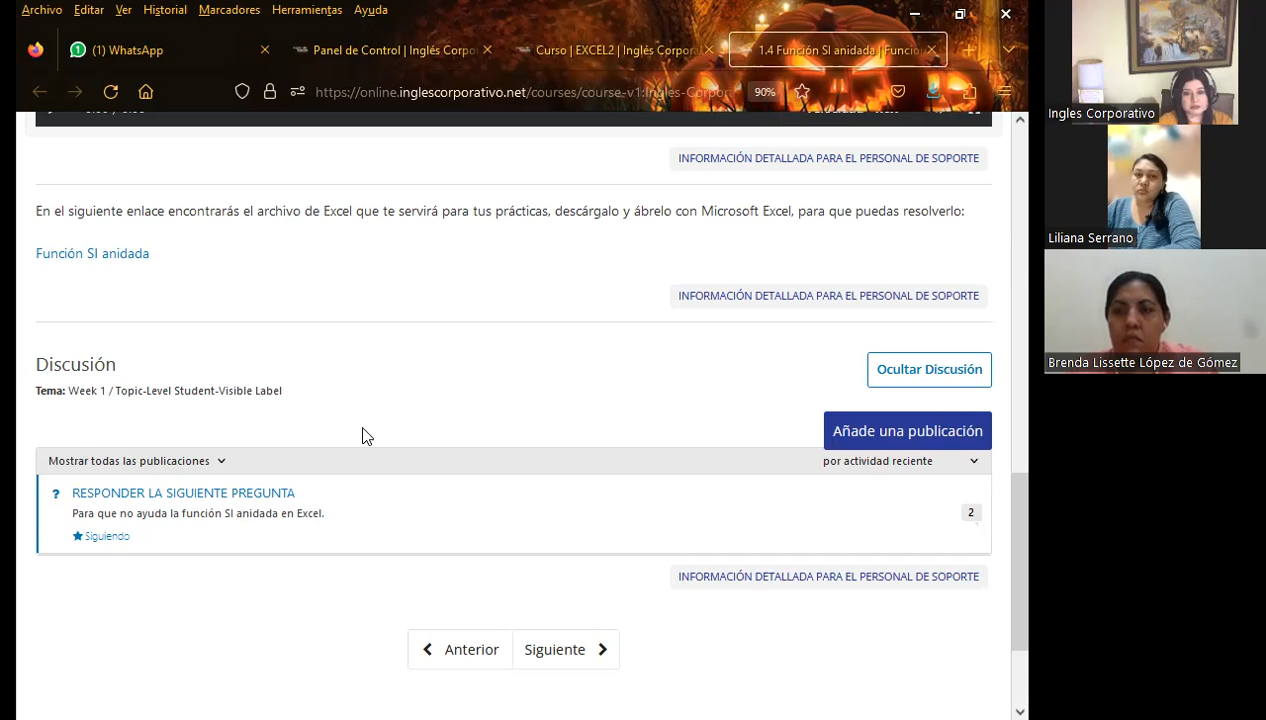 Archivo Editar Ver Historial Marcadores Herramientas Ayuda
(1) WhatsApp
Panel de Control | Inglés Corpo
Curso | EXCEL2 | Inglés Corpora
1.4 Función SI anidada | Funcio
https://online.inglescorporativo.net/courses/course-v1:Ingles-Corpor
90%
INFORMACIÓN DETALLADA PARA EL PERSONAL DE SOPORTE
En el siguiente enlace encontrarás el archivo de Excel que te servirá para tus prácticas, descárgalo y ábrelo con Microsoft Excel, para que puedas resolverlo:
Función SI anidada
INFORMACIÓN DETALLADA PARA EL PERSONAL DE SOPORTE
Discusión
Ocultar Discusión
Tema: Week 1 / Topic-Level Student-Visible Label
Añade una publicación
Mostrar todas las publicaciones
por actividad reciente
? RESPONDER LA SIGUIENTE PREGUNTA
Para que no ayuda la función SI anidada en Excel.
2
Siguiendo
INFORMACIÓN DETALLADA PARA EL PERSONAL DE SOPORTE
Anterior
Siguiente
Ingles Corporativo
Liliana Serrano
Brenda Lissette López de Gómez